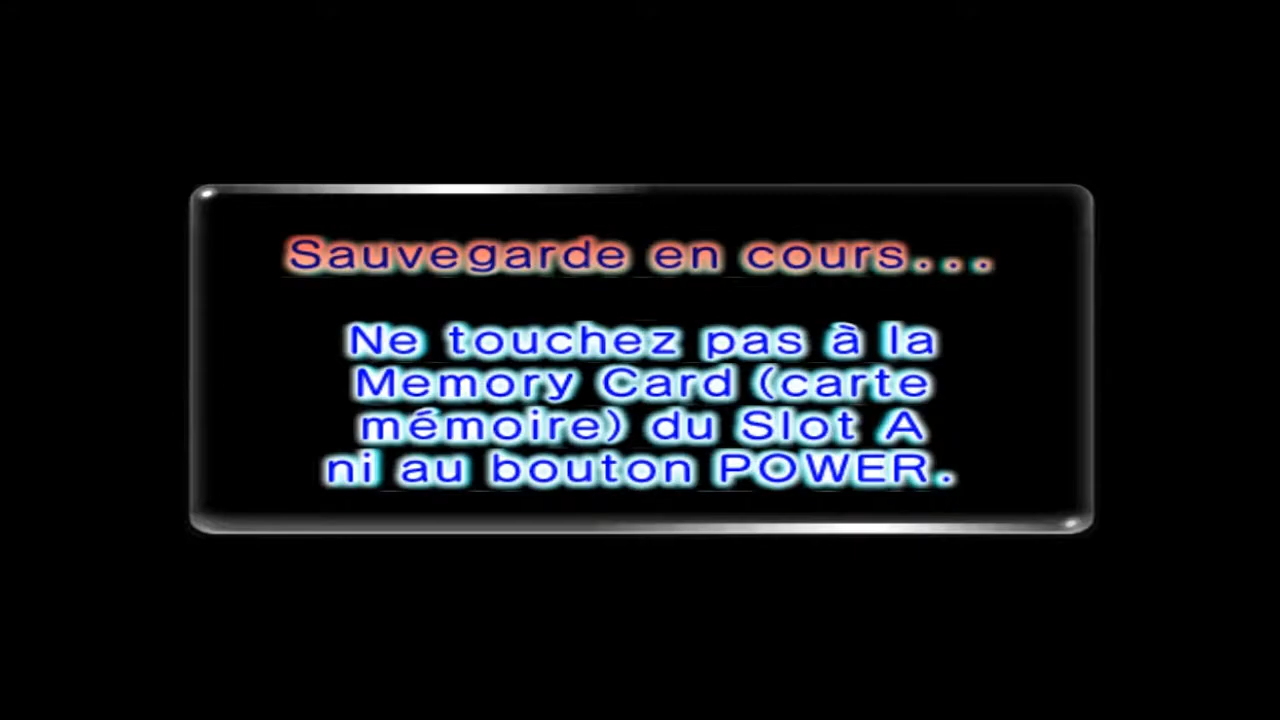 Sauvegarde en cours...
Ne touchez pas à la
Memory Card (carte
mémoire) du Slot A
ni au bouton POWER.